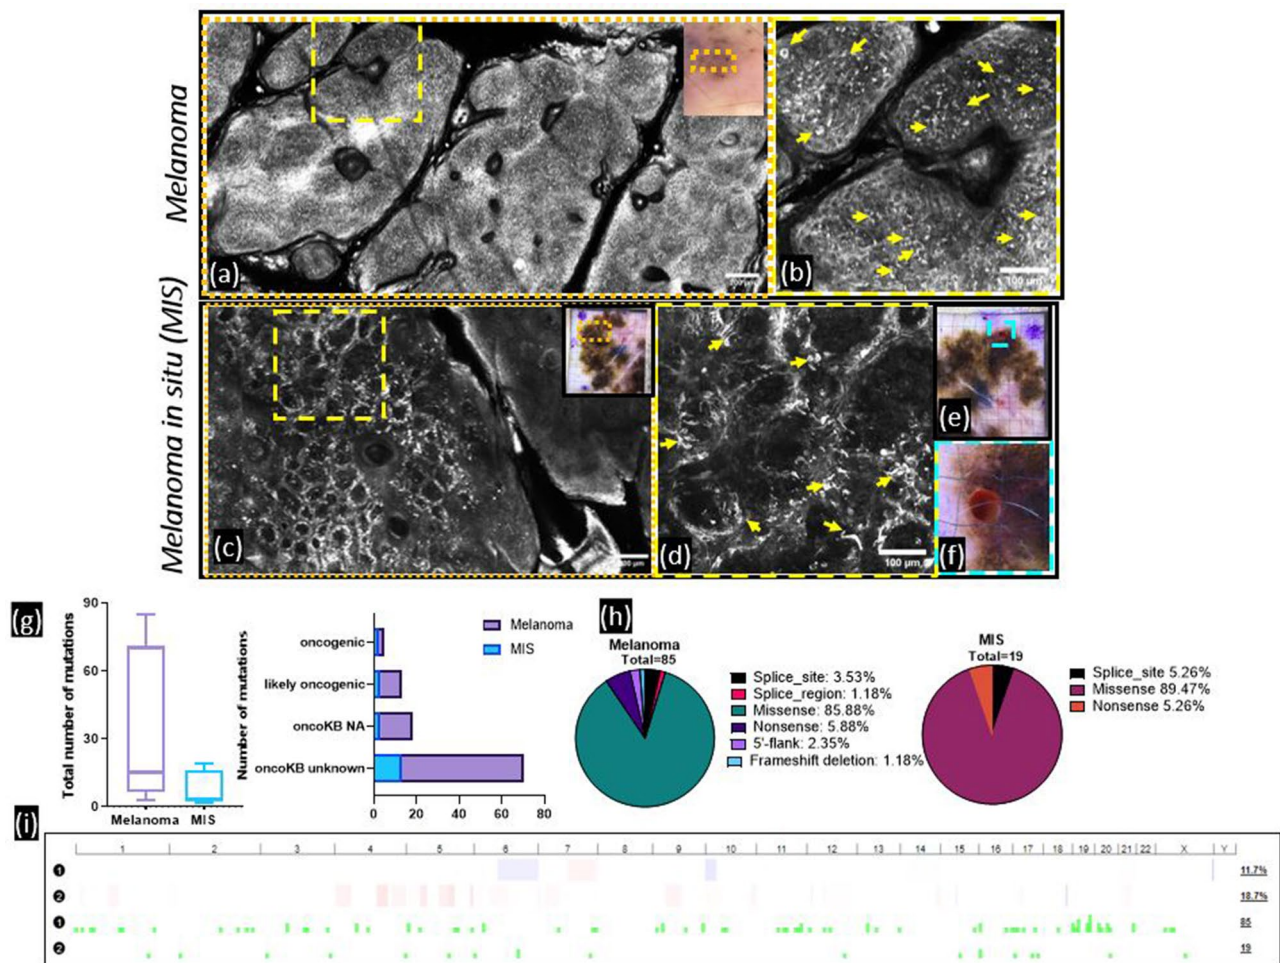 Melanoma
(a)
(b)
100 µm
Melanoma in situ (MIS)
(c)
(d)
100 µm
(e)
(f)
(g)
Total number of mutations
90
60
30
0
Melanoma MIS
Number of mutations
oncogenic
likely oncogenic
oncoKB NA
oncoKB unknown
0 20 40 60 80
Melanoma
MIS
(h)
Melanoma
Total=85
Splice_site: 3.53%
Splice_region: 1.18%
Missense: 85.88%
Nonsense: 5.88%
5'-flank: 2.35%
Frameshift deletion: 1.18%
MIS
Total=19
Splice_site 5.26%
Missense 89.47%
Nonsense 5.26%
(i)
1 2 3 4 5 6 7 8 9 10 11 12 13 14 15 16 17 18 19 20 21 22 X Y
1 11.7%
2 18.7%
1 85
2 19